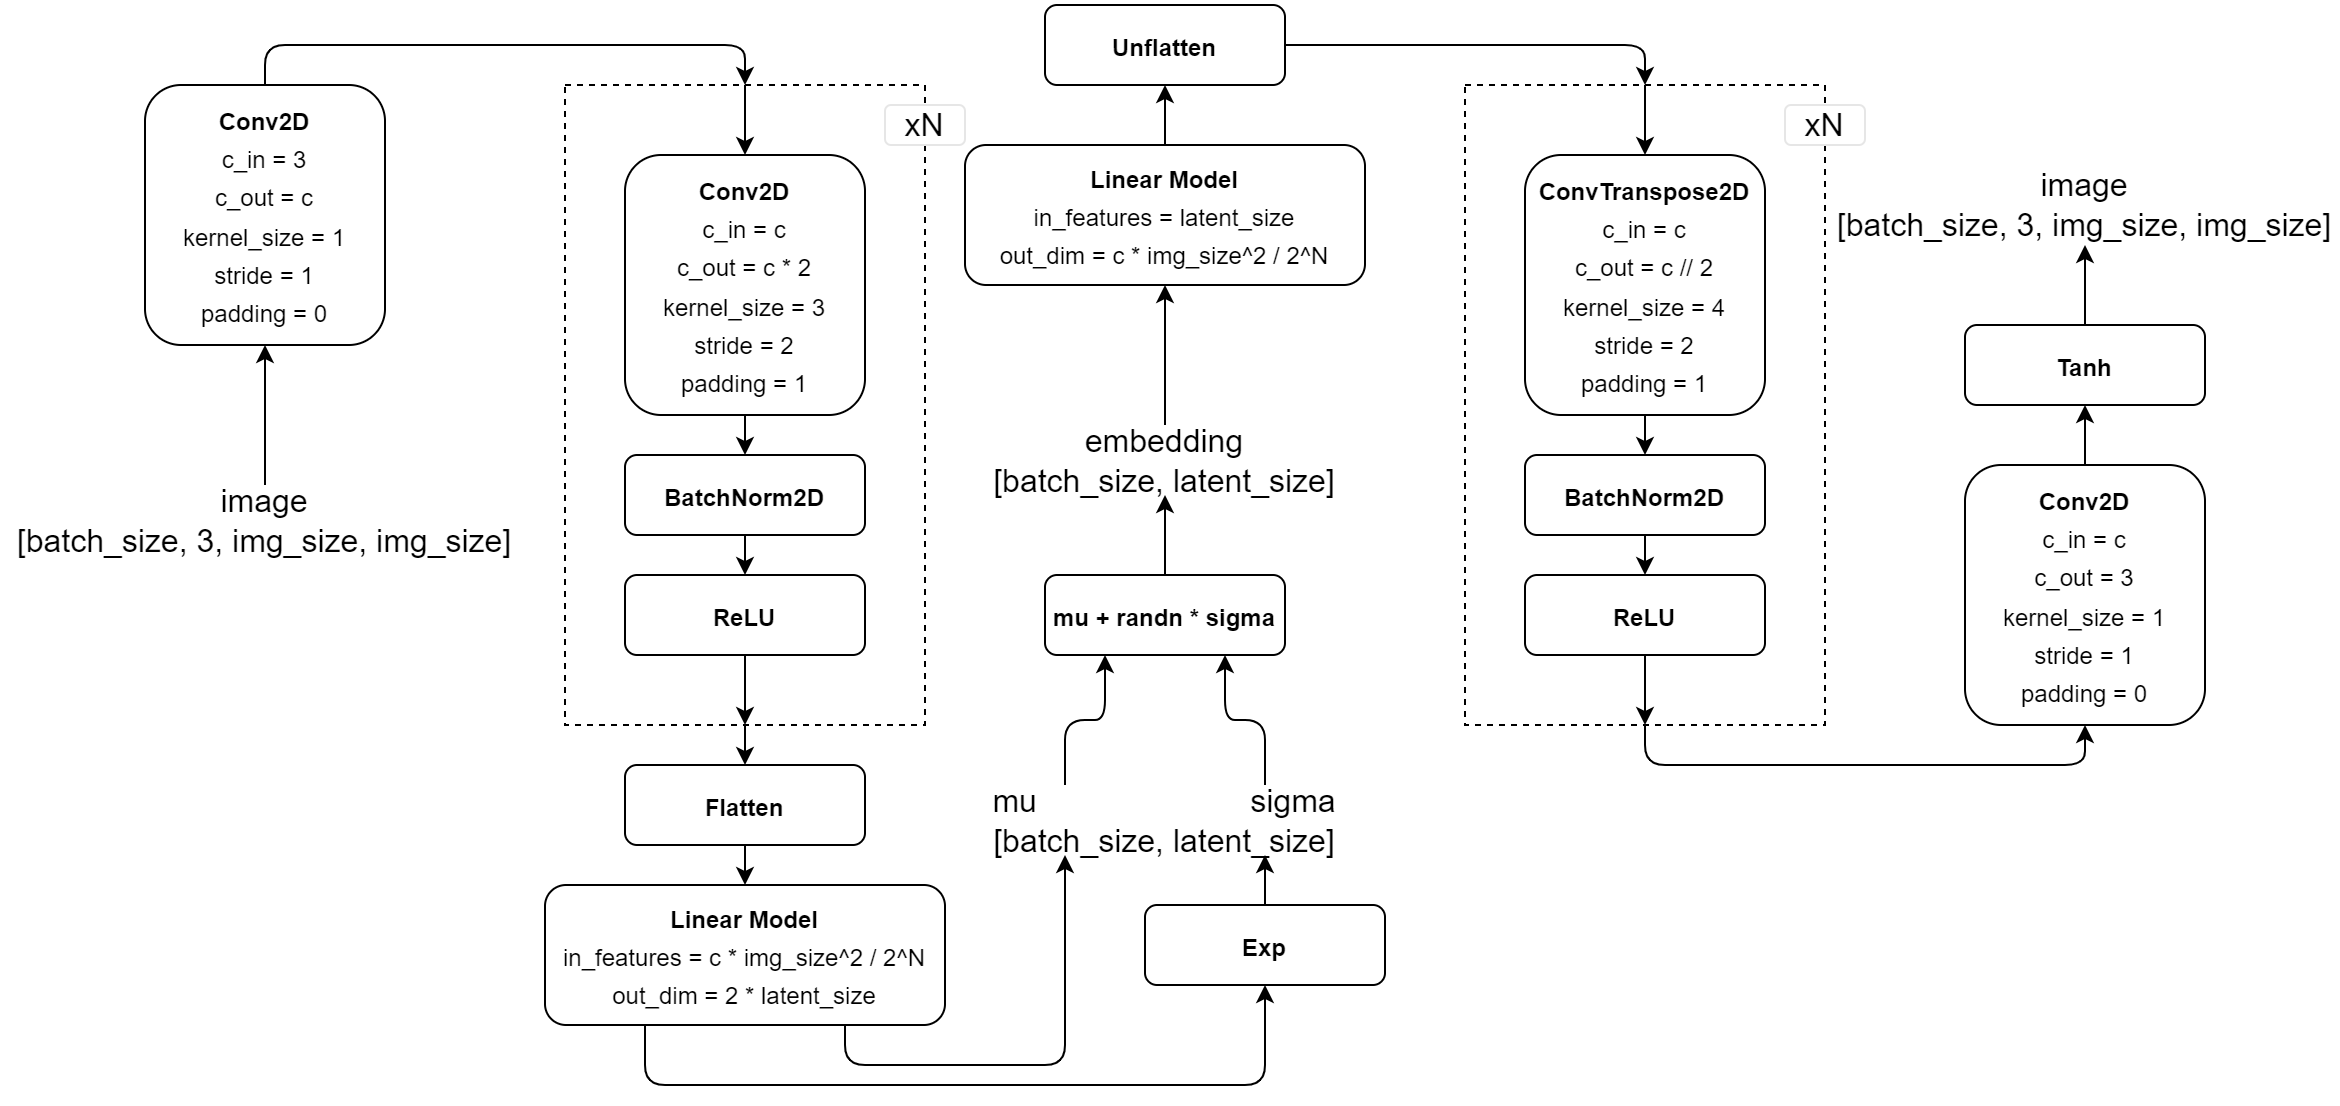 image
[batch_size, 3, img_size, img_size]
Conv2D
c_in = 3
c_out = c
kernel_size = 1
stride = 1
padding = 0
xN
Conv2D
c_in = c
c_out = c * 2
kernel_size = 3
stride = 2
padding = 1
BatchNorm2D
ReLU
Flatten
Linear Model
in_features = c * img_size^2 / 2^N
out_dim = 2 * latent_size
Exp
mu sigma
[batch_size, latent_size]
mu + randn * sigma
embedding
[batch_size, latent_size]
Linear Model
in_features = latent_size
out_dim = c * img_size^2 / 2^N
Unflatten
xN
ConvTranspose2D
c_in = c
c_out = c // 2
kernel_size = 4
stride = 2
padding = 1
BatchNorm2D
ReLU
Conv2D
c_in = c
c_out = 3
kernel_size = 1
stride = 1
padding = 0
Tanh
image
[batch_size, 3, img_size, img_size]